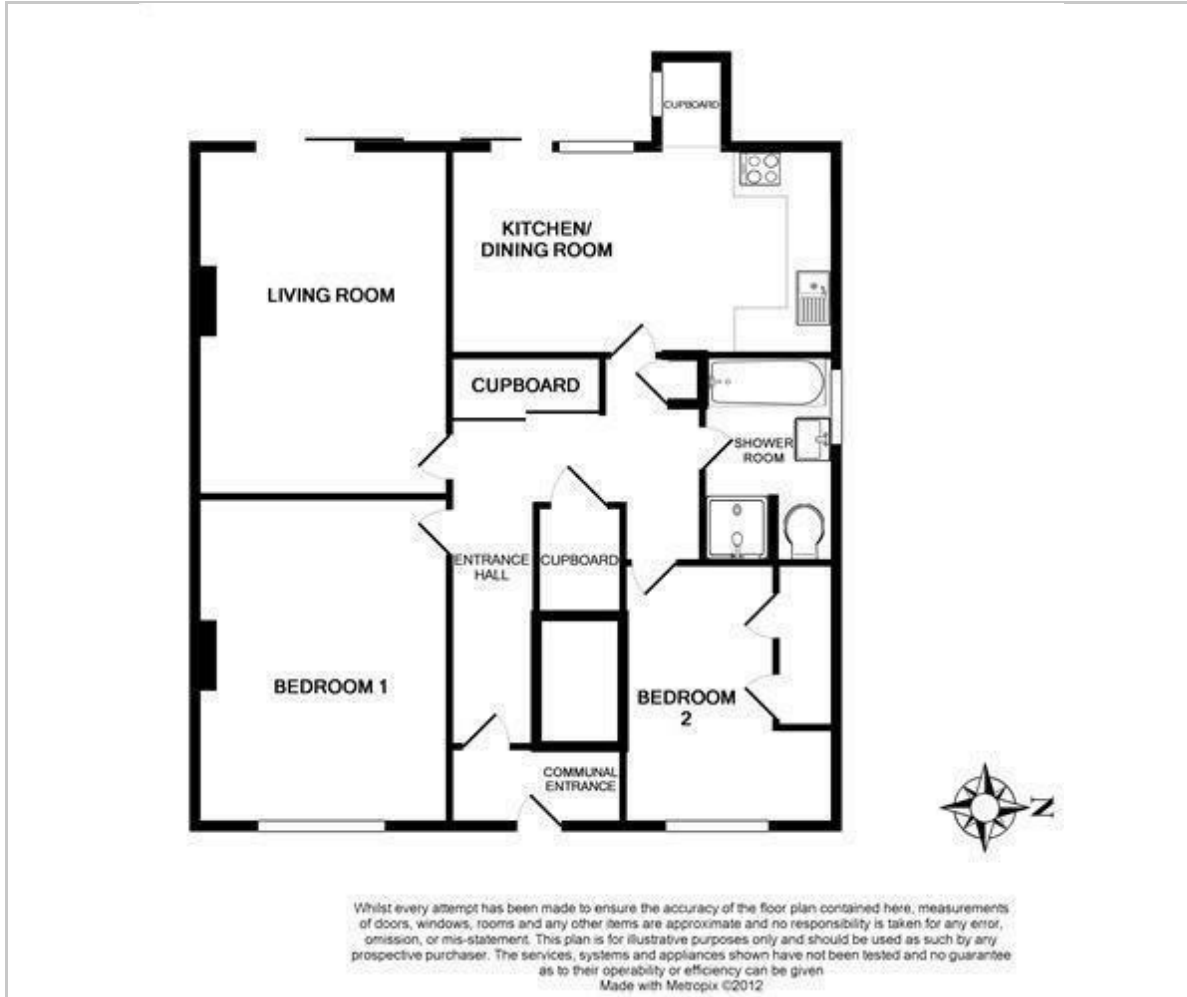 CUPBOARD
KITCHEN/
DINING ROOM
LIVING ROOM
CUPBOARD
SHOWER
ROOM
ENTRANCE
HALL
CUPBOARD
BEDROOM 1
BEDROOM
2
COMMUNAL
ENTRANCE
N
Whilst every attempt has been made to ensure the accuracy of the floor plan contained here, measurements
of doors, windows, rooms and any other items are approximate and no responsibility is taken for any error,
omission, or mis-statement. This plan is for illustrative purposes only and should be used as such by any
prospective purchaser. The services, systems and appliances shown have not been tested and no guarantee
as to their operability or efficiency can be given
Made with Metropix ©2012